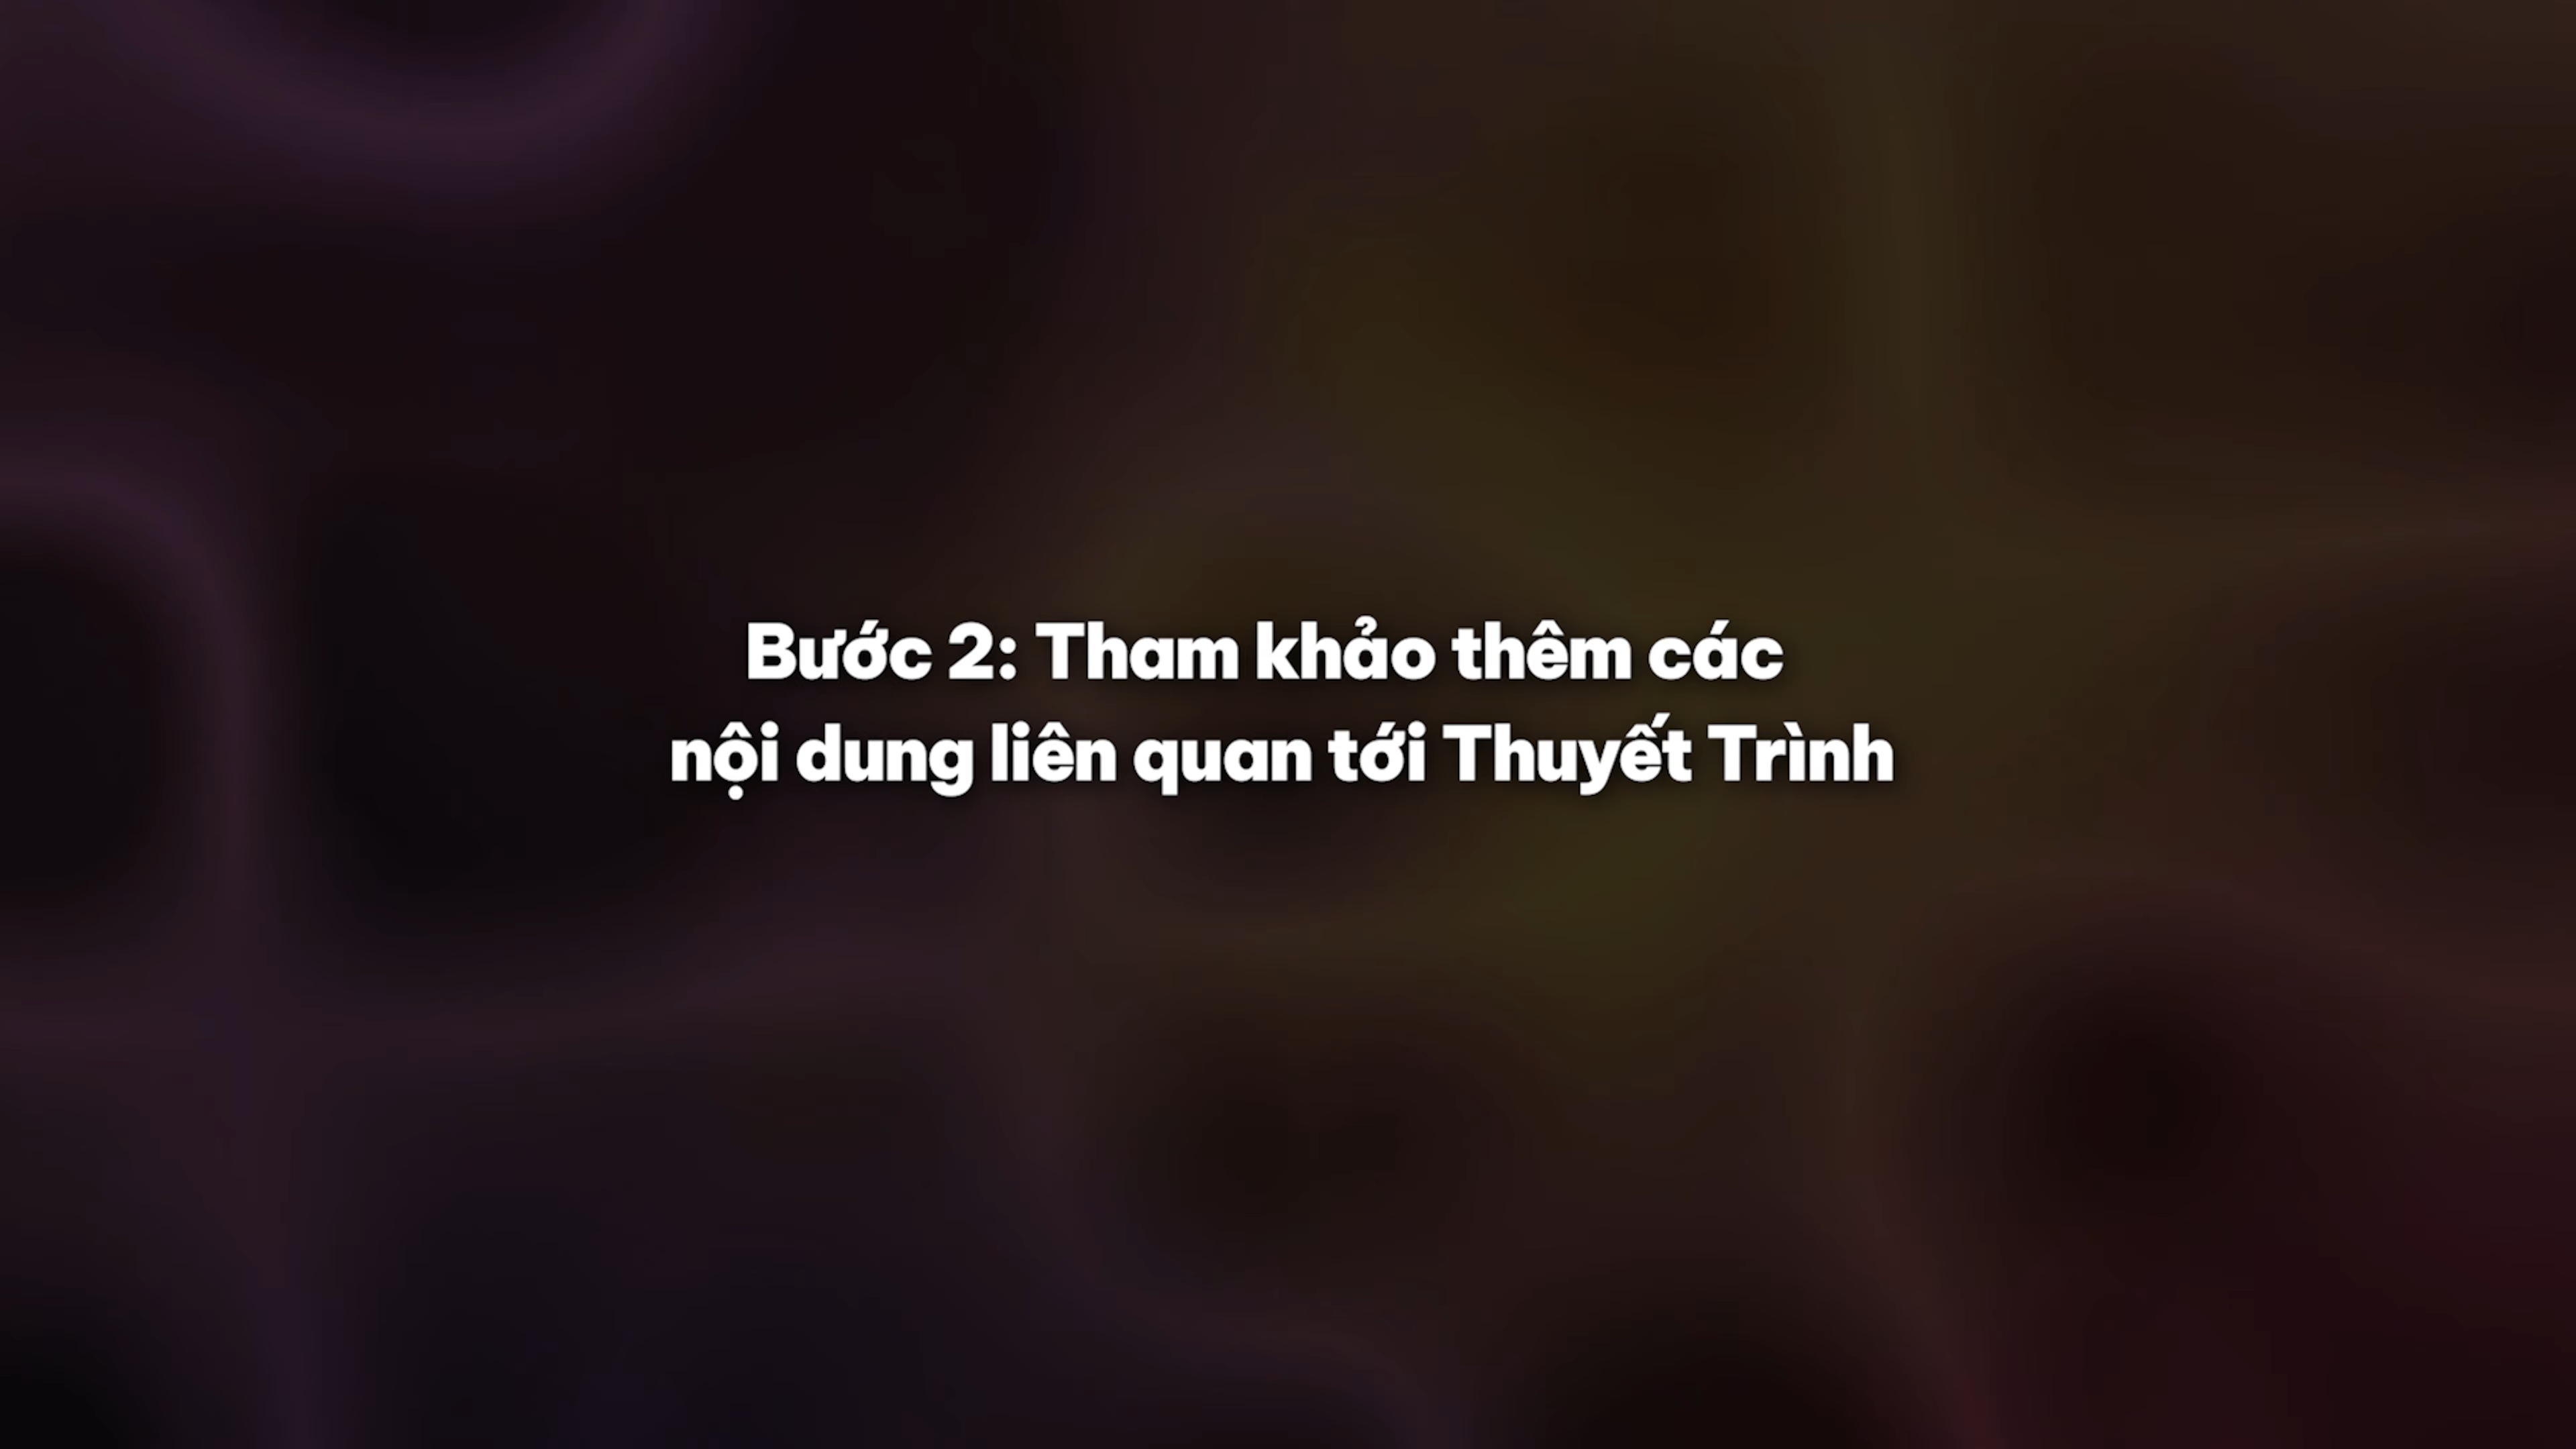 Bước 2: Tham khảo thêm các
nội dung liên quan tới Thuyết Trình